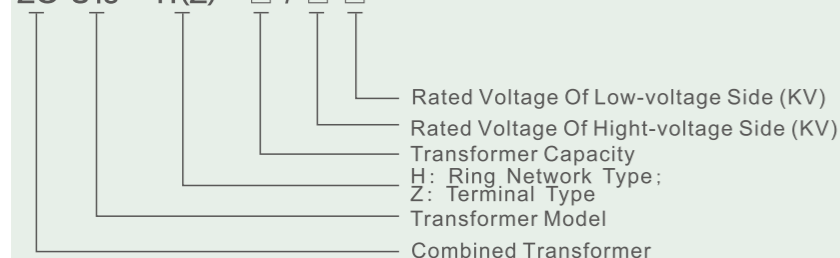 Rated Voltage Of Low-voltage Side (KV)
Rated Voltage Of Hight-voltage Side (KV)
Transformer Capacity
H: Ring Network Type;
Z: Terminal Type
Transformer Model
Combined Transformer